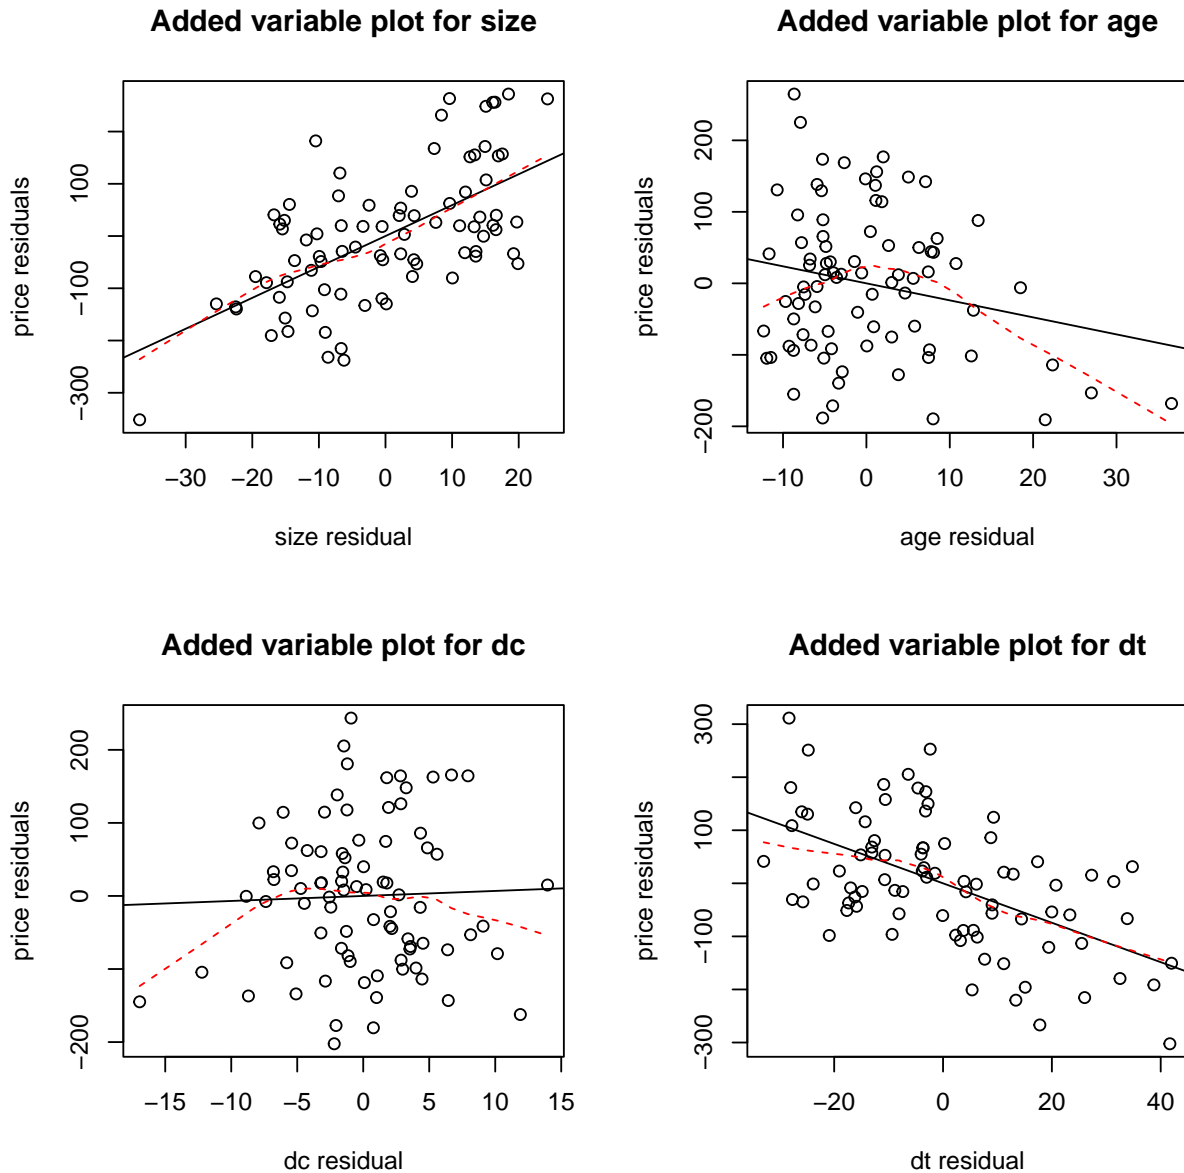 Added variable plot for size
price residuals
100
−100
−300
−30 −20 −10 0 10 20
size residual
Added variable plot for age
price residuals
200
100
0
−200
−10 0 10 20 30
age residual
Added variable plot for dc
price residuals
200
100
0
−200
−15 −10 −5 0 5 10 15
dc residual
Added variable plot for dt
price residuals
300
100
−100
−300
−20 0 20 40
dt residual